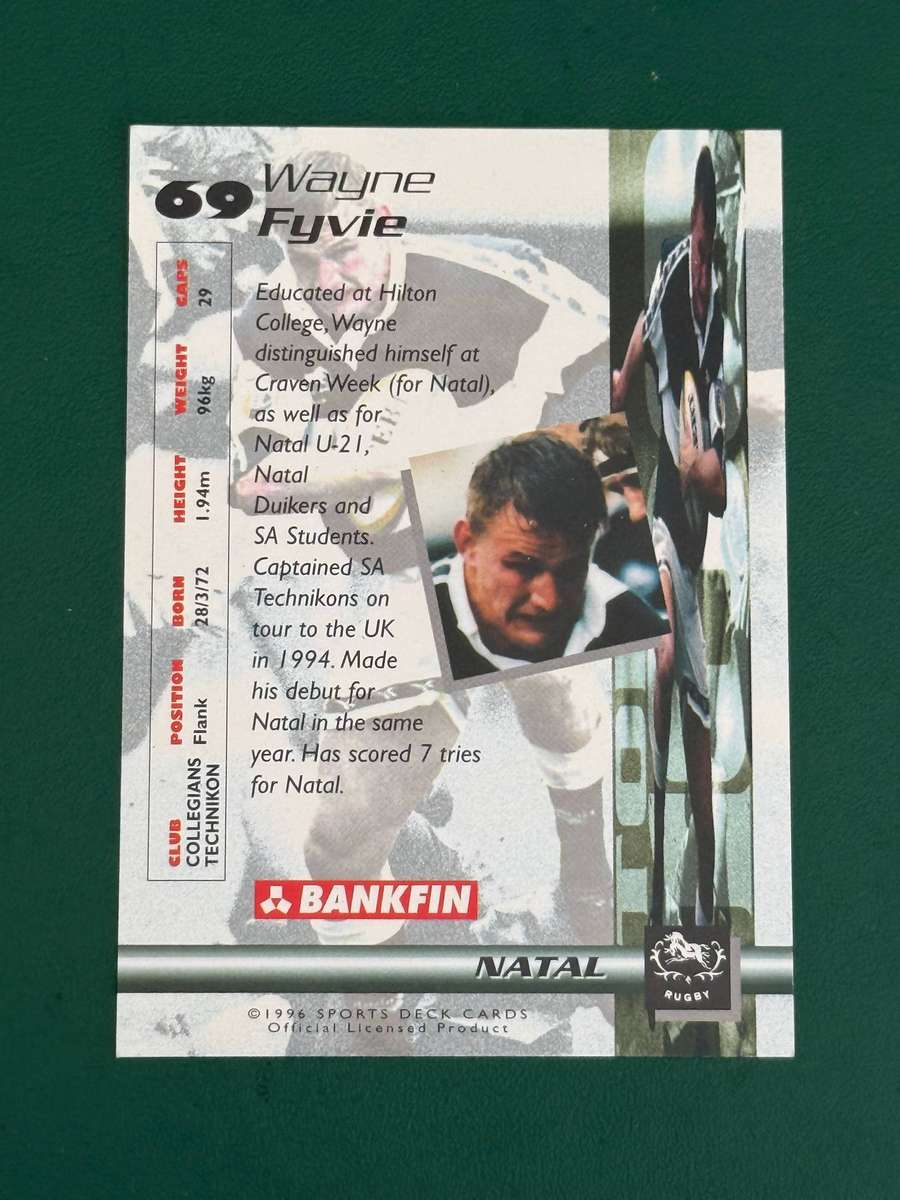 69
Wayne
Fyvie
CLUB
COLLEGIANS
TECHNIKON
POSITION
Flank
BORN
28/3/72
HEIGHT
1.94m
WEIGHT
96kg
CAPS
29
Educated at Hilton
College, Wayne
distinguished himself at
Craven Week (for Natal),
as well as for
Natal U-21,
Natal
Duikers and
SA Students.
Captained SA
Technikons on
tour to the UK
in 1994. Made
his debut for
Natal in the same
year. Has scored 7 tries
for Natal.
BANKFIN
NATAL
RUGBY
©1996 SPORTS DECK CARDS
Official Licensed Product